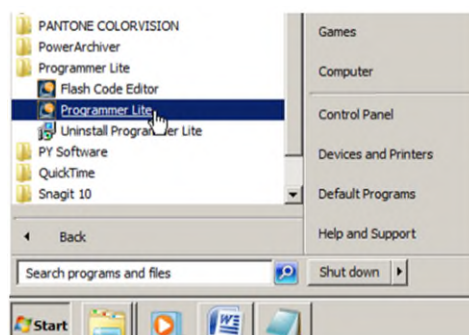 PANTONE COLORVISION
PowerArchiver
Programmer Lite
Flash Code Editor
Programmer Lite
Uninstall Programmer Lite
PY Software
QuickTime
Snagit 10
Back
Search programs and files
Games
Computer
Control Panel
Devices and Printers
Default Programs
Help and Support
Shut down
Start
W